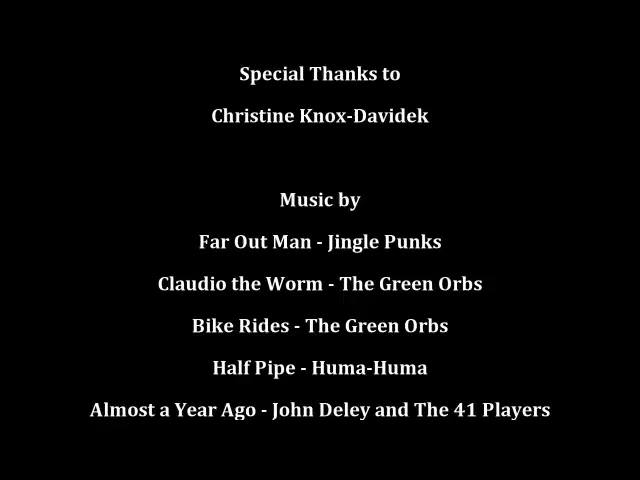 Special Thanks to
Christine Knox-Davidek
Music by
Far Out Man - Jingle Punks
Claudio the Worm - The Green Orbs
Bike Rides - The Green Orbs
Half Pipe - Huma-Huma
Almost a Year Ago - John Deley and The 41 Players